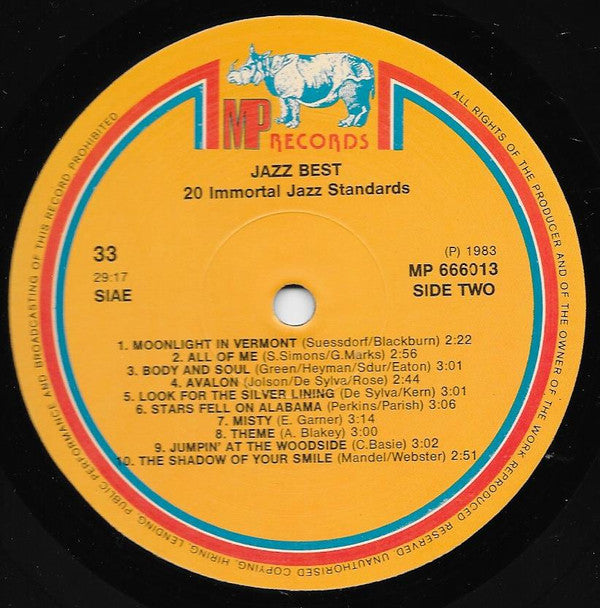 MP RECORDS
JAZZ BEST
20 Immortal Jazz Standards
33
29:17
SIAE
(P) 1983
MP 666013
SIDE TWO
1. MOONLIGHT IN VERMONT (Suessdorf/Blackburn) 2:22
2. ALL OF ME (S.Simons/G.Marks) 2:56
3. BODY AND SOUL (Green/Heyman/Sdur/Eaton) 3:01
4. AVALON (Jolson/De Sylva/Rose) 2:44
5. LOOK FOR THE SILVER LINING (De Sylva/Kern) 3:01
6. STARS FELL ON ALABAMA (Perkins/Parish) 3:06
7. MISTY (E. Garner) 3:14
8. THEME (A. Blakey) 3:00
9. JUMPIN' AT THE WOODSIDE (C.Basie) 3:02
10. THE SHADOW OF YOUR SMILE (Mandel/Webster) 2:51
ALL RIGHTS OF THE PRODUCER AND OF THE OWNER OF THE WORK REPRODUCED RESERVED. UNAUTHORISED COPYING, HIRING, LENDING, PUBLIC PERFORMANCE AND BROADCASTING OF THIS RECORD PROHIBITED